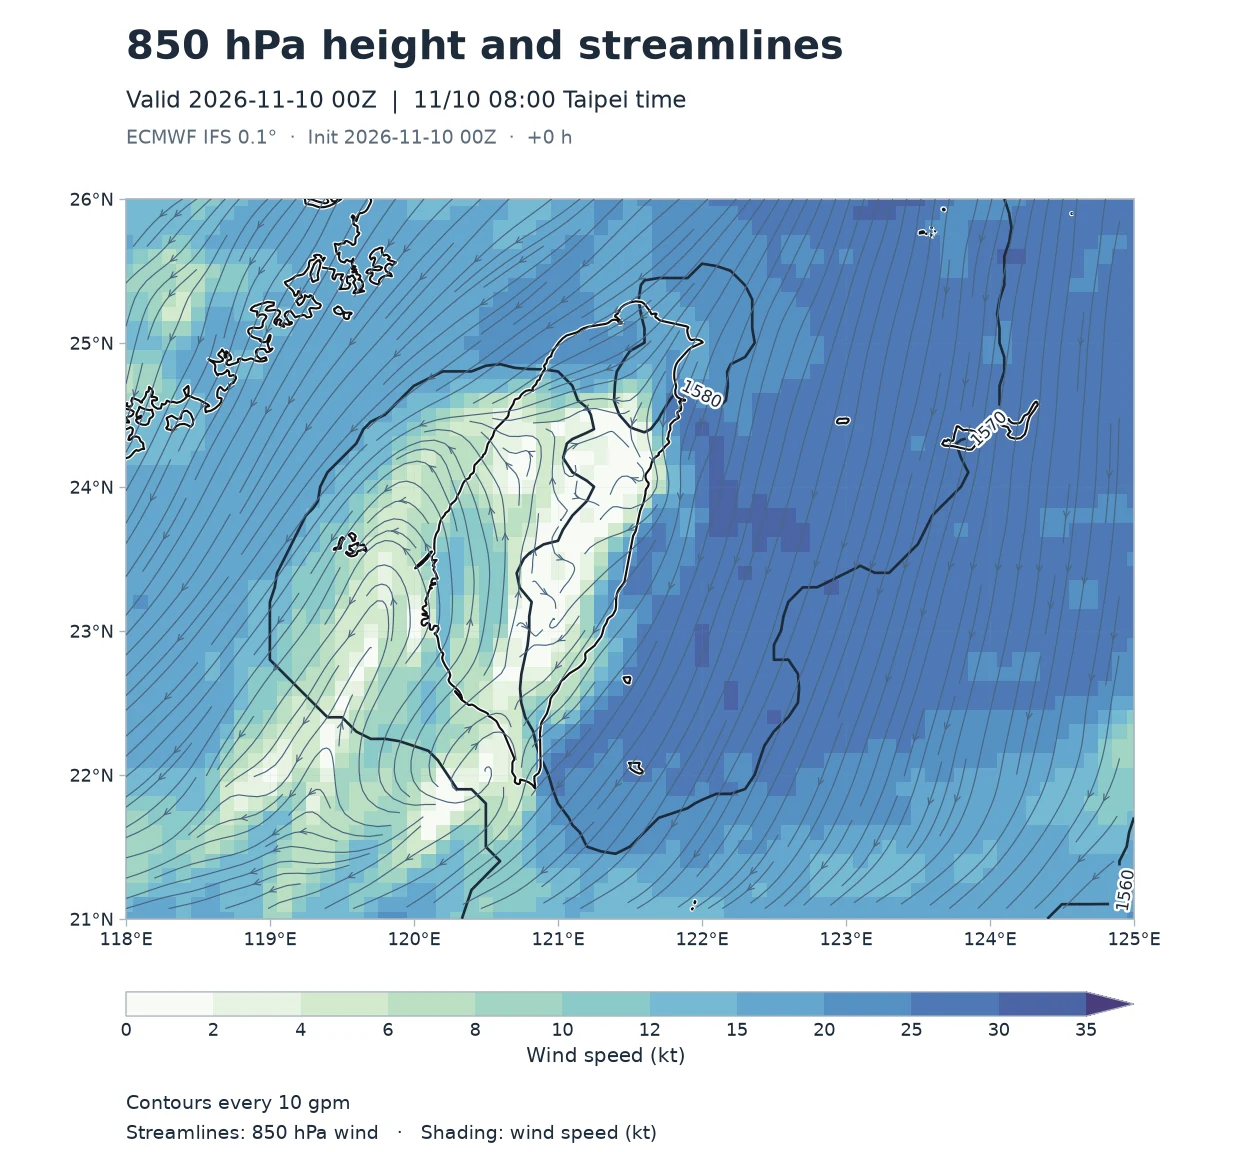 850 hPa height and streamlines
Valid 2026-11-10 00Z | 11/10 08:00 Taipei time
ECMWF IFS 0.1° · Init 2026-11-10 00Z · +0 h
26°N
25°N
24°N
23°N
22°N
21°N
1580
1570
1560
118°E 119°E 120°E 121°E 122°E 123°E 124°E 125°E
0 2 4 6 8 10 12 15 20 25 30 35
Wind speed (kt)
Contours every 10 gpm
Streamlines: 850 hPa wind · Shading: wind speed (kt)